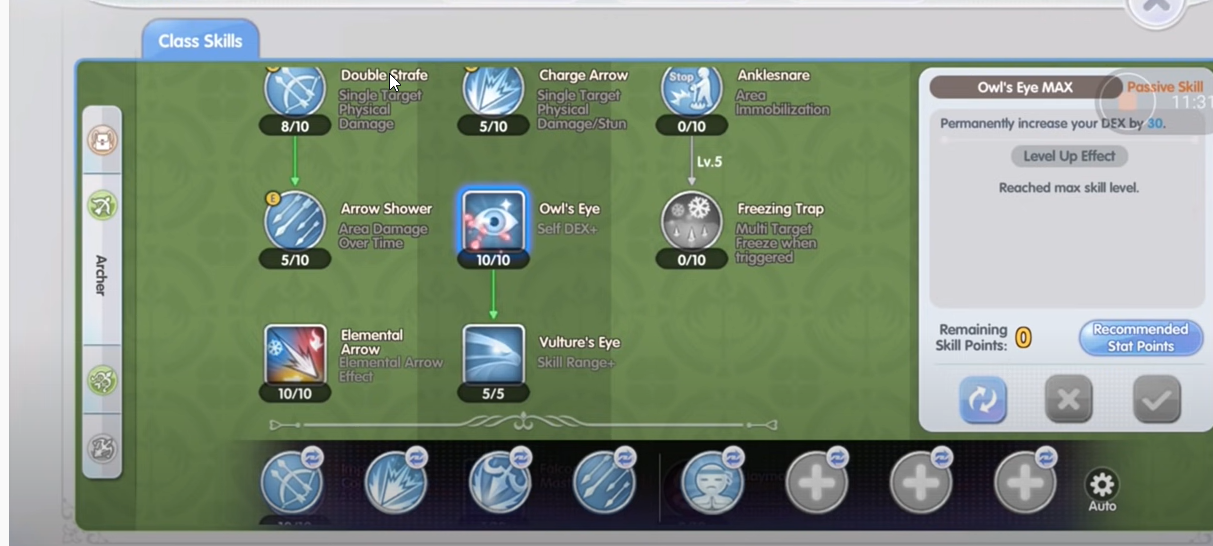 Class Skills
Double Strafe
Single Target
Physical
Damage
8/10
Charge Arrow
Single Target
Physical
Damage/Stun
5/10
Stop
Anklesnare
Area
Immobilization
0/10
Lv.5
E
Arrow Shower
Area Damage
Over Time
5/10
Owl's Eye
Self DEX+
10/10
Freezing Trap
Multi Target
Freeze when
triggered
0/10
Elemental
Arrow
Elemental Arrow
Effect
10/10
Vulture's Eye
Skill Range+
5/5
Archer
Owl's Eye MAX
Passive Skill
11:31
Permanently increase your DEX by 30.
Level Up Effect
Reached max skill level.
Remaining
Skill Points: 0
Recommended
Stat Points
Auto